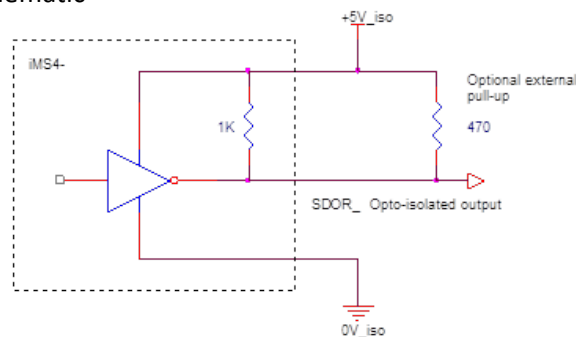 +5V_iso
iMS4-
Optional external
pull-up
1K
470
SDOR_ Opto-isolated output
0V_iso